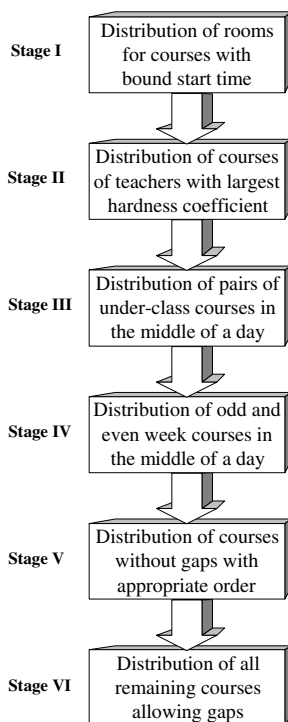 Stage I
Distribution of rooms
for courses with
bound start time
Stage II
Distribution of courses
of teachers with largest
hardness coefficient
Stage III
Distribution of pairs of
under-class courses in
the middle of a day
Stage IV
Distribution of odd and
even week courses in
the middle of a day
Stage V
Distribution of courses
without gaps with
appropriate order
Stage VI
Distribution of all
remaining courses
allowing gaps